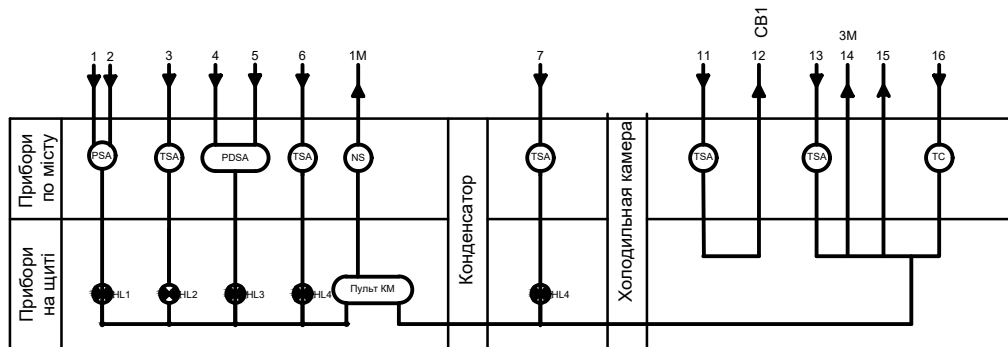 СВ1
3М
1 2 3 4 5 6 1М 7 11 12 13 14 15 16
Прибори
по місту
PSA TSA PDSA TSA NS TSA TSA TSA TC
Конденсатор
Холодильная камера
Прибори
на щиті
Пульт КМ
HL1 HL2 HL3 HL4 HL4